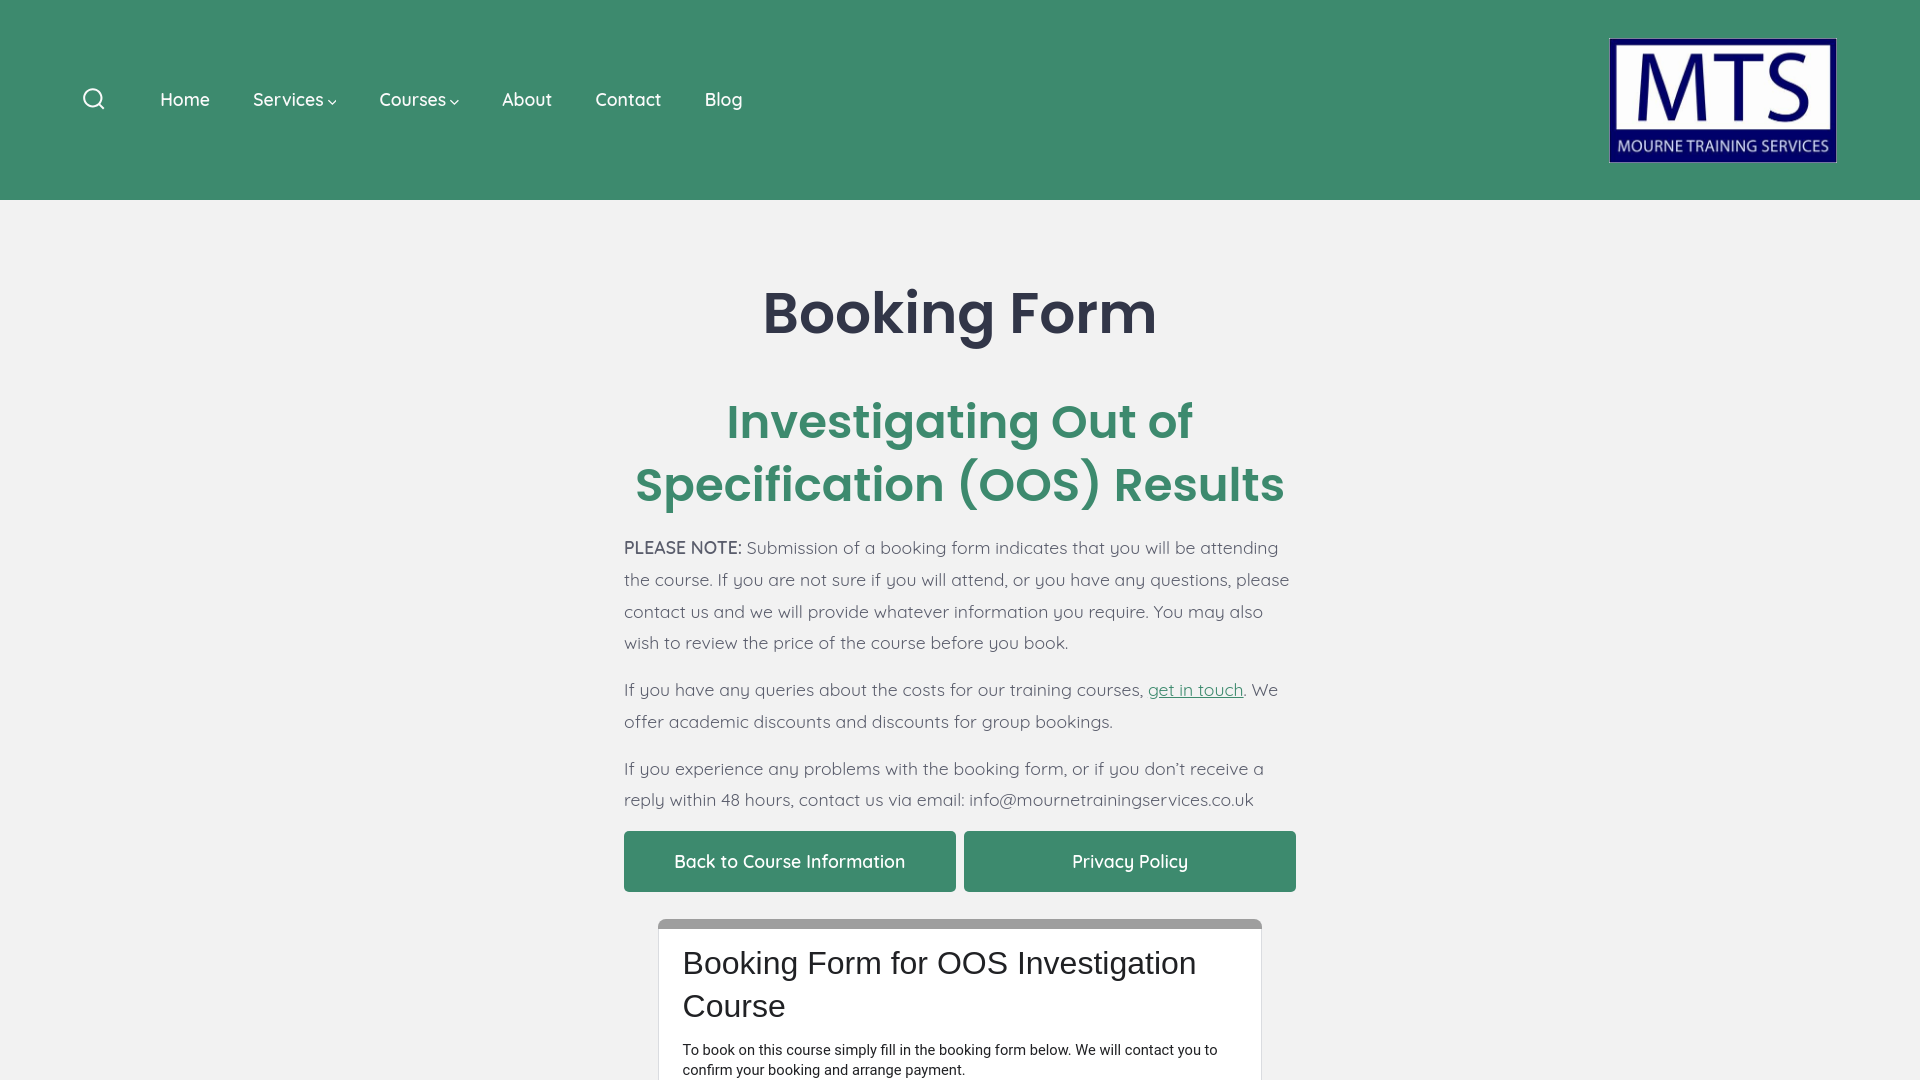 Home Services Courses About Contact Blog
MTS
MOURNE TRAINING SERVICES
Booking Form
Investigating Out of
Specification (OOS) Results
PLEASE NOTE: Submission of a booking form indicates that you will be attending
the course. If you are not sure if you will attend, or you have any questions, please
contact us and we will provide whatever information you require. You may also
wish to review the price of the course before you book.
If you have any queries about the costs for our training courses, get in touch. We
offer academic discounts and discounts for group bookings.
If you experience any problems with the booking form, or if you don’t receive a
reply within 48 hours, contact us via email: info@mournetrainingservices.co.uk
Back to Course Information Privacy Policy
Booking Form for OOS Investigation
Course
To book on this course simply fill in the booking form below. We will contact you to
confirm your booking and arrange payment.